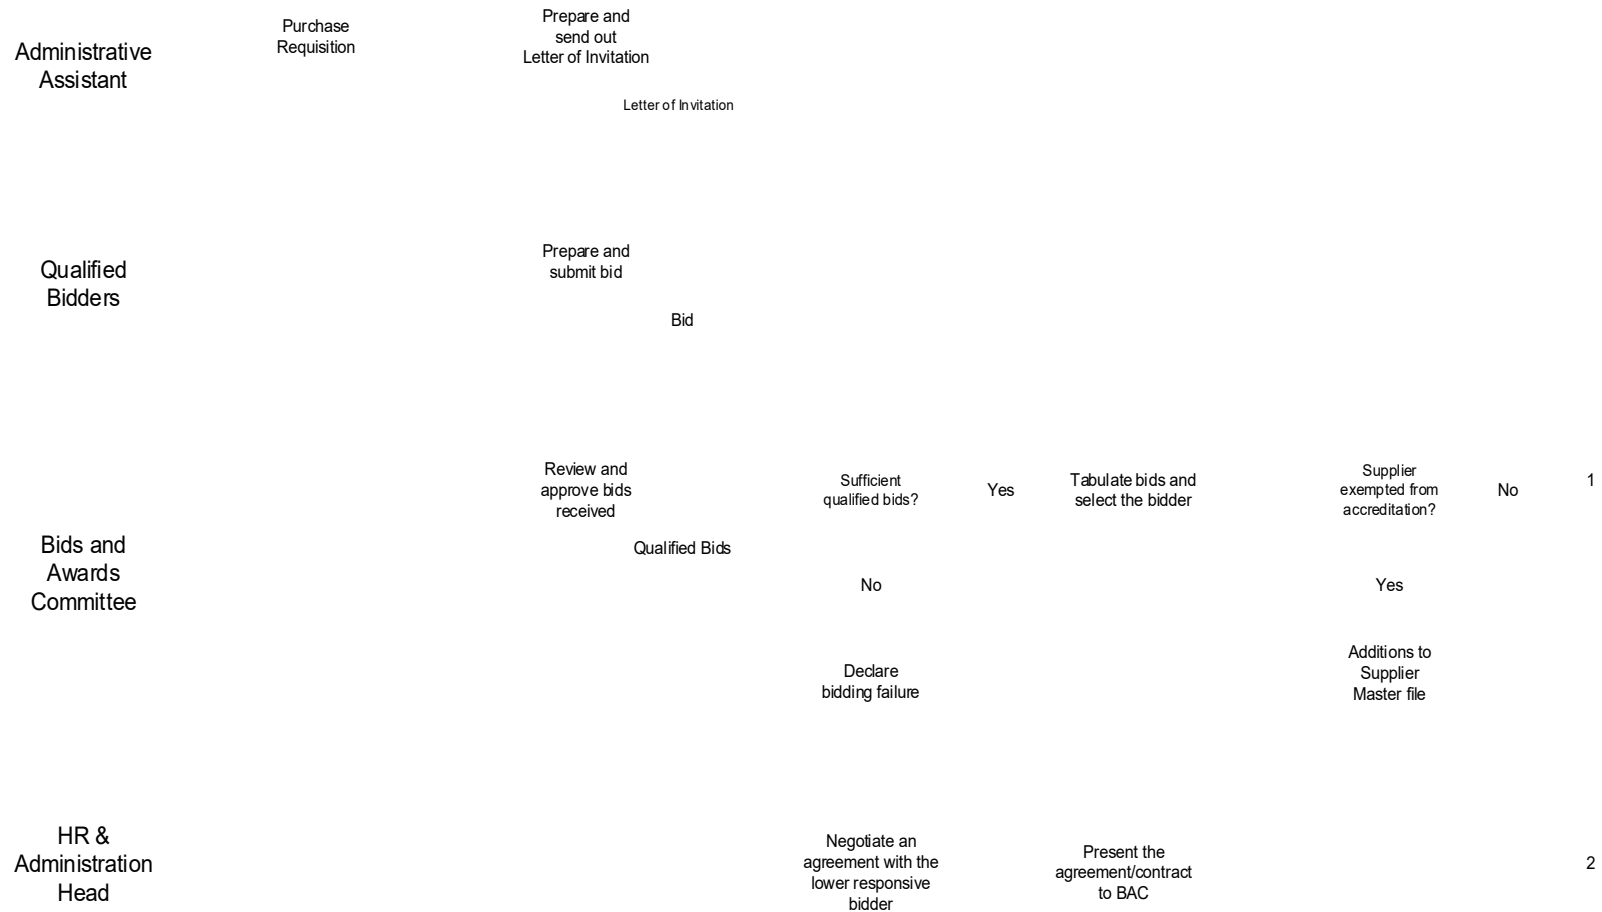 Administrative
Assistant
Purchase
Requisition
Prepare and
send out
Letter of Invitation
Letter of Invitation
Qualified
Bidders
Prepare and
submit bid
Bid
Bids and
Awards
Committee
Review and
approve bids
received
Qualified Bids
Sufficient
qualified bids?
Yes
No
Tabulate bids and
select the bidder
Supplier
exempted from
accreditation?
No
1
Yes
Declare
bidding failure
Additions to
Supplier
Master file
HR &
Administration
Head
Negotiate an
agreement with the
lower responsive
bidder
Present the
agreement/contract
to BAC
2